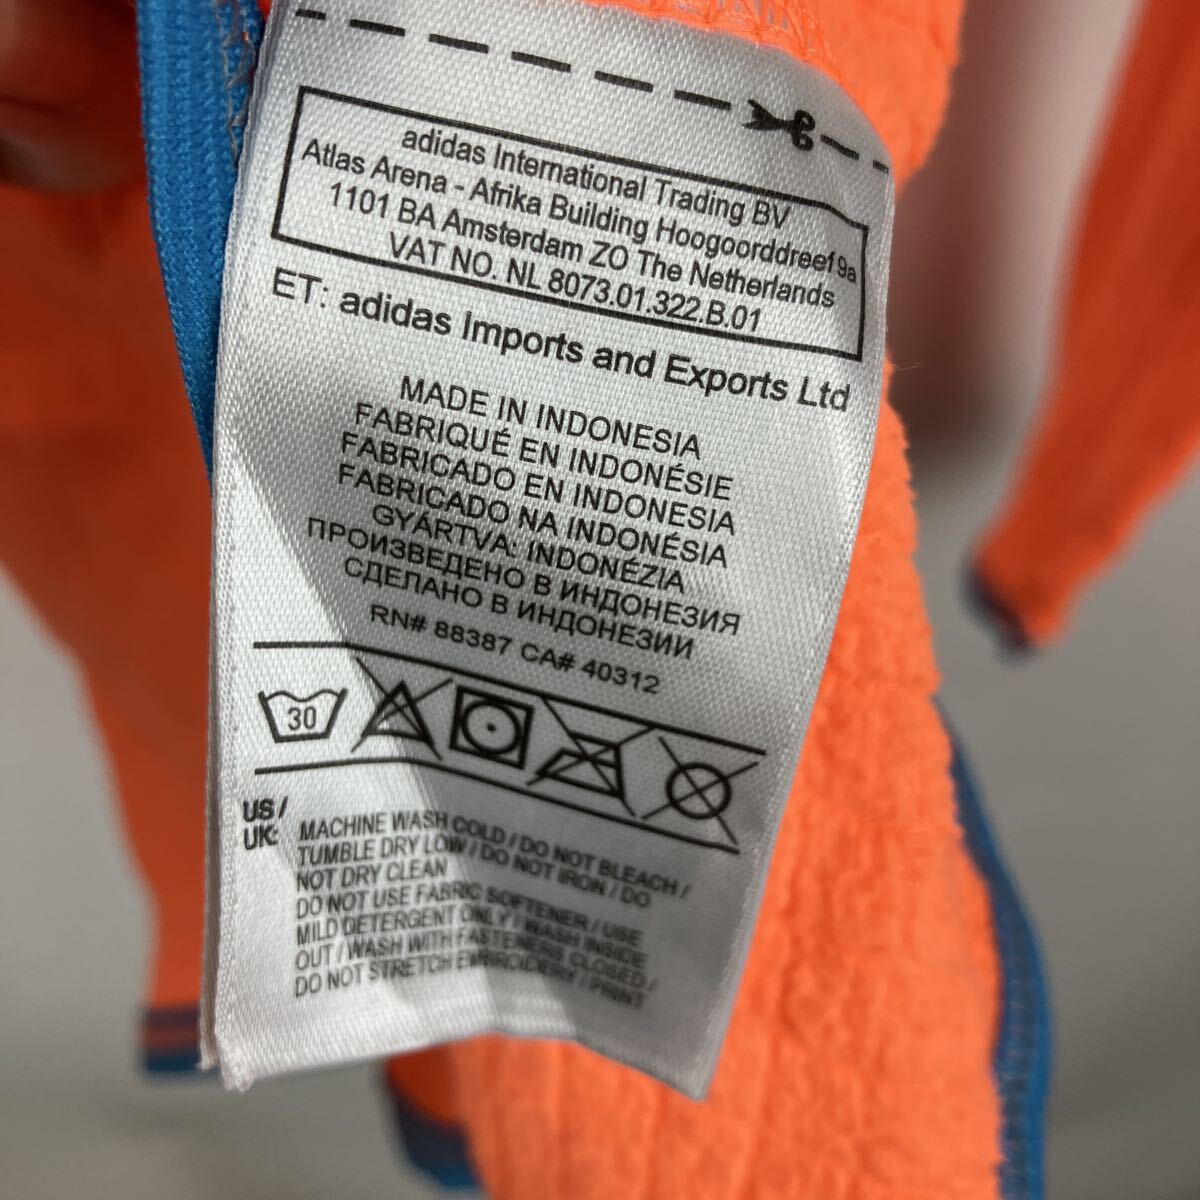 adidas International Trading BV
Atlas Arena - Afrika Building Hoogoorddreef 9a
1101 BA Amsterdam ZO The Netherlands
VAT NO. NL 8073.01.322.B.01
ET: adidas Imports and Exports Ltd
MADE IN INDONESIA
FABRIQUÉ EN INDONÉSIE
FABRICADO EN INDONESIA
FABRICADO NA INDONÉSIA
GYÁRTVA: INDONÉZIA
ПРОИЗВЕДЕНО В ИНДОНЕЗИЯ
СДЕЛАНО В ИНДОНЕЗИИ
RN# 88387 CA# 40312
30
US/
UK:
MACHINE WASH COLD / DO NOT BLEACH /
TUMBLE DRY LOW / DO NOT IRON / DO
NOT DRY CLEAN
DO NOT USE FABRIC SOFTENER / USE
MILD DETERGENT ONLY / WASH INSIDE
OUT / WASH WITH FASTENERS CLOSED /
DO NOT STRETCH EMBROIDERY / PRINT